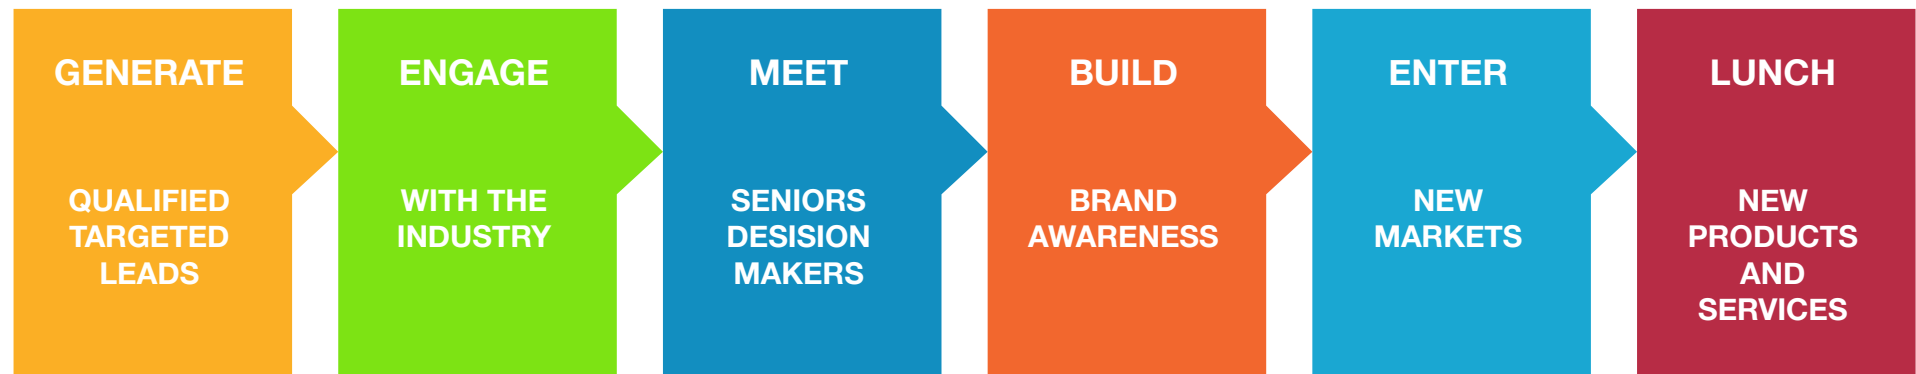 GENERATE
QUALIFIED
TARGETED
LEADS
ENGAGE
WITH THE
INDUSTRY
MEET
SENIORS
DESISION
MAKERS
BUILD
BRAND
AWARENESS
ENTER
NEW
MARKETS
LUNCH
NEW
PRODUCTS
AND
SERVICES